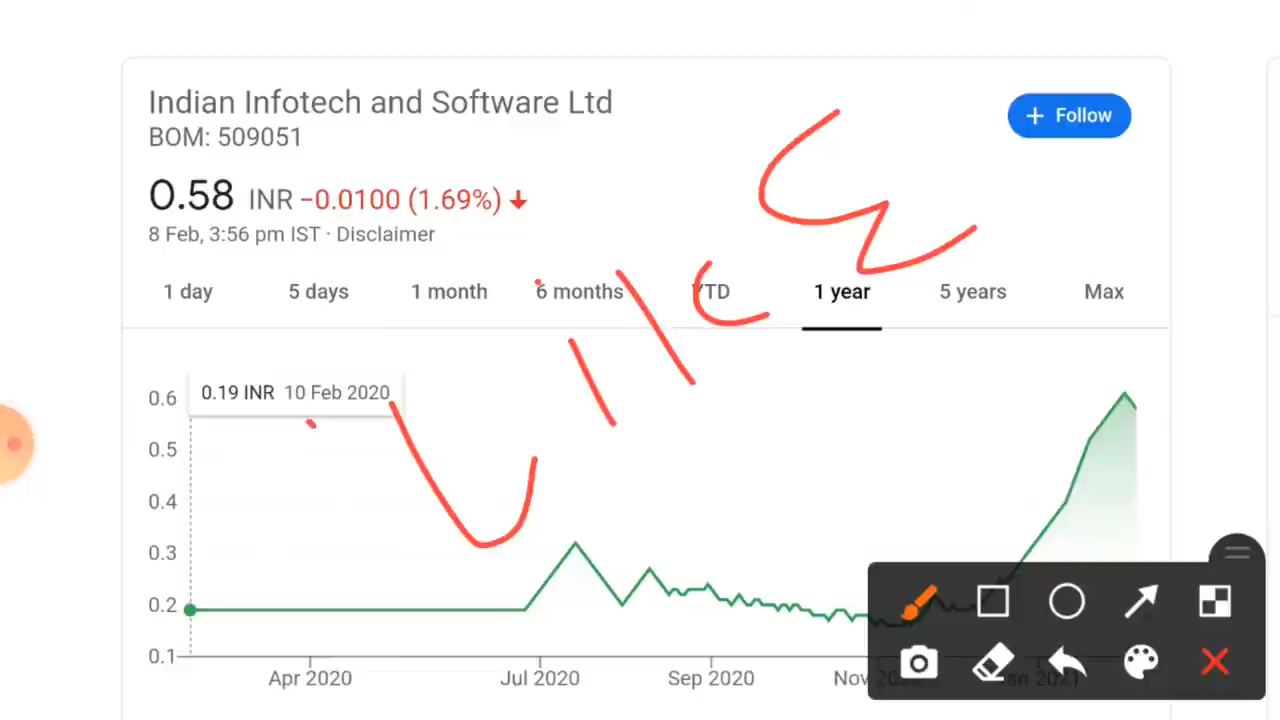 Indian Infotech and Software Ltd
+ Follow
BOM: 509051
0.58 INR −0.0100 (1.69%)
8 Feb, 3:56 pm IST · Disclaimer
1 day 5 days 1 month 6 months YTD 1 year 5 years Max
0.19 INR 10 Feb 2020
0.6
0.5
0.4
0.3
0.2
0.1
Apr 2020 Jul 2020 Sep 2020